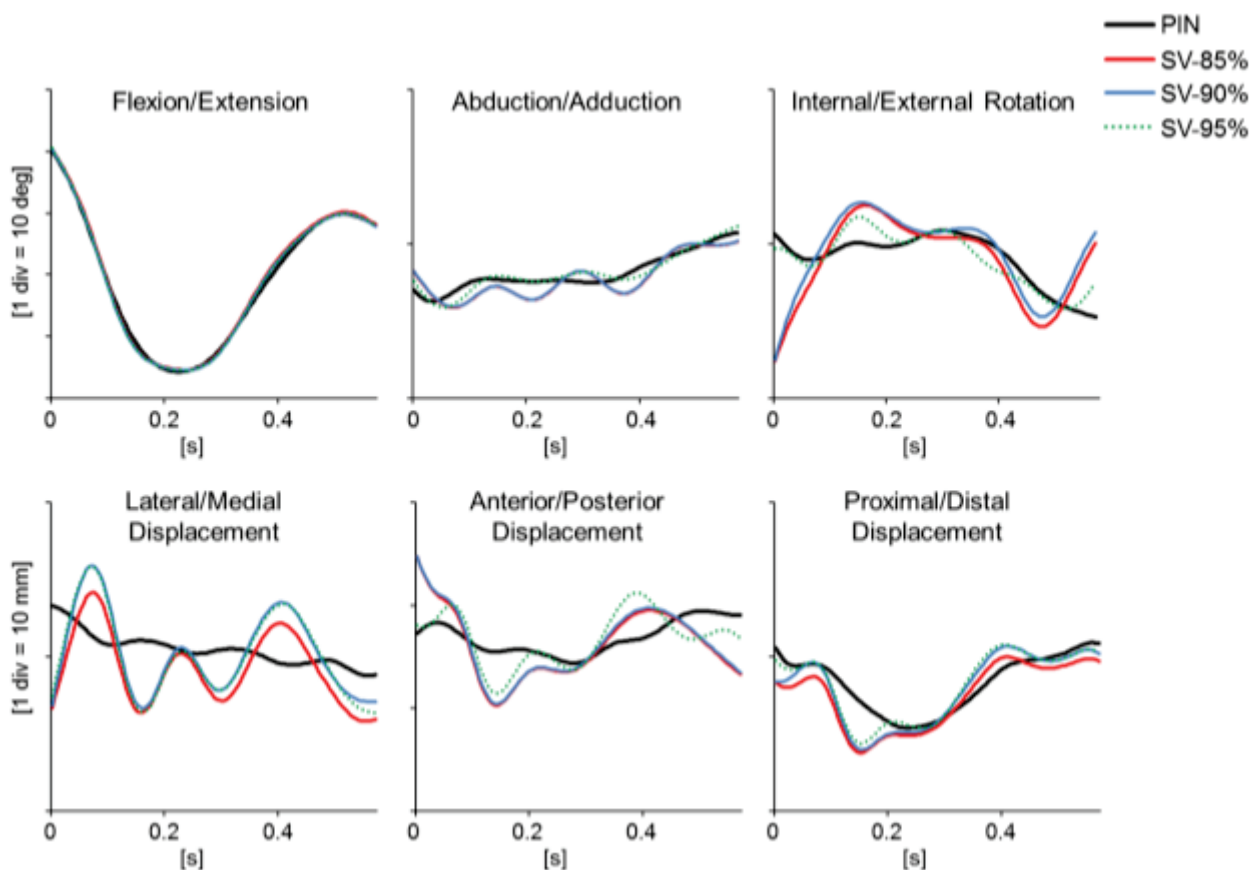 PIN
SV-85%
SV-90%
SV-95%
Flexion/Extension
Abduction/Adduction
Internal/External Rotation
[1 div = 10 deg]
0 0.2 0.4
[s]
0 0.2 0.4
[s]
0 0.2 0.4
[s]
Lateral/Medial
Displacement
Anterior/Posterior
Displacement
Proximal/Distal
Displacement
[1 div = 10 mm]
0 0.2 0.4
[s]
0 0.2 0.4
[s]
0 0.2 0.4
[s]